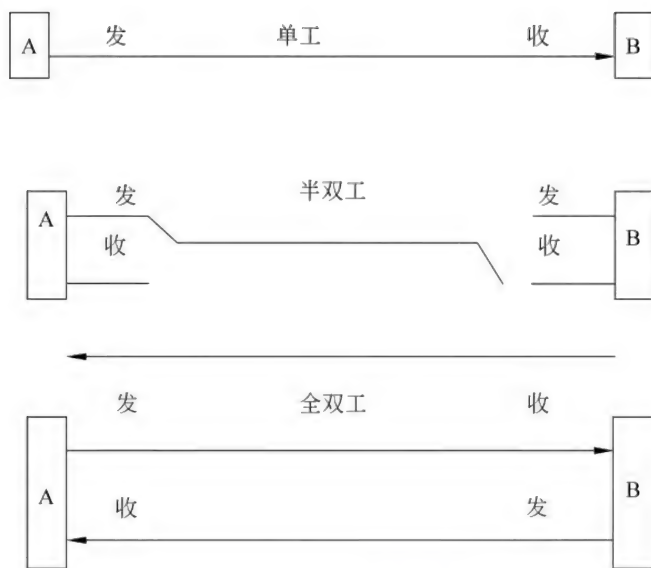 A 发 单工 收 B
发 半双工 发
A 收 收 B
发 全双工 收
A 收 发 B